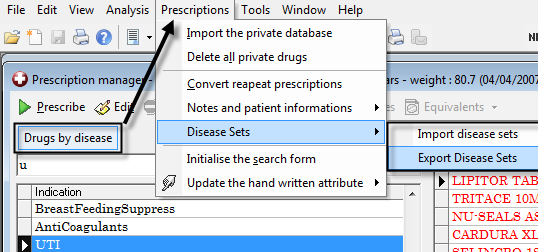 File Edit View Analysis Prescriptions Tools Window Help
Import the private database
Delete all private drugs
Prescription manager - ars - weight : 80.7 (04/04/2007
Convert reapeat prescriptions
Prescribe Edit Notes and patient informations Equivalents
Drugs by disease Disease Sets Import disease sets
u Initialise the search form Export Disease Sets
Update the hand written attribute LIPITOR TAB
Indication TRITACE 10M
BreastFeedingSuppress NU-SEALS AS
AntiCoagulants CARDURA XL
UTI SELINCRO 18